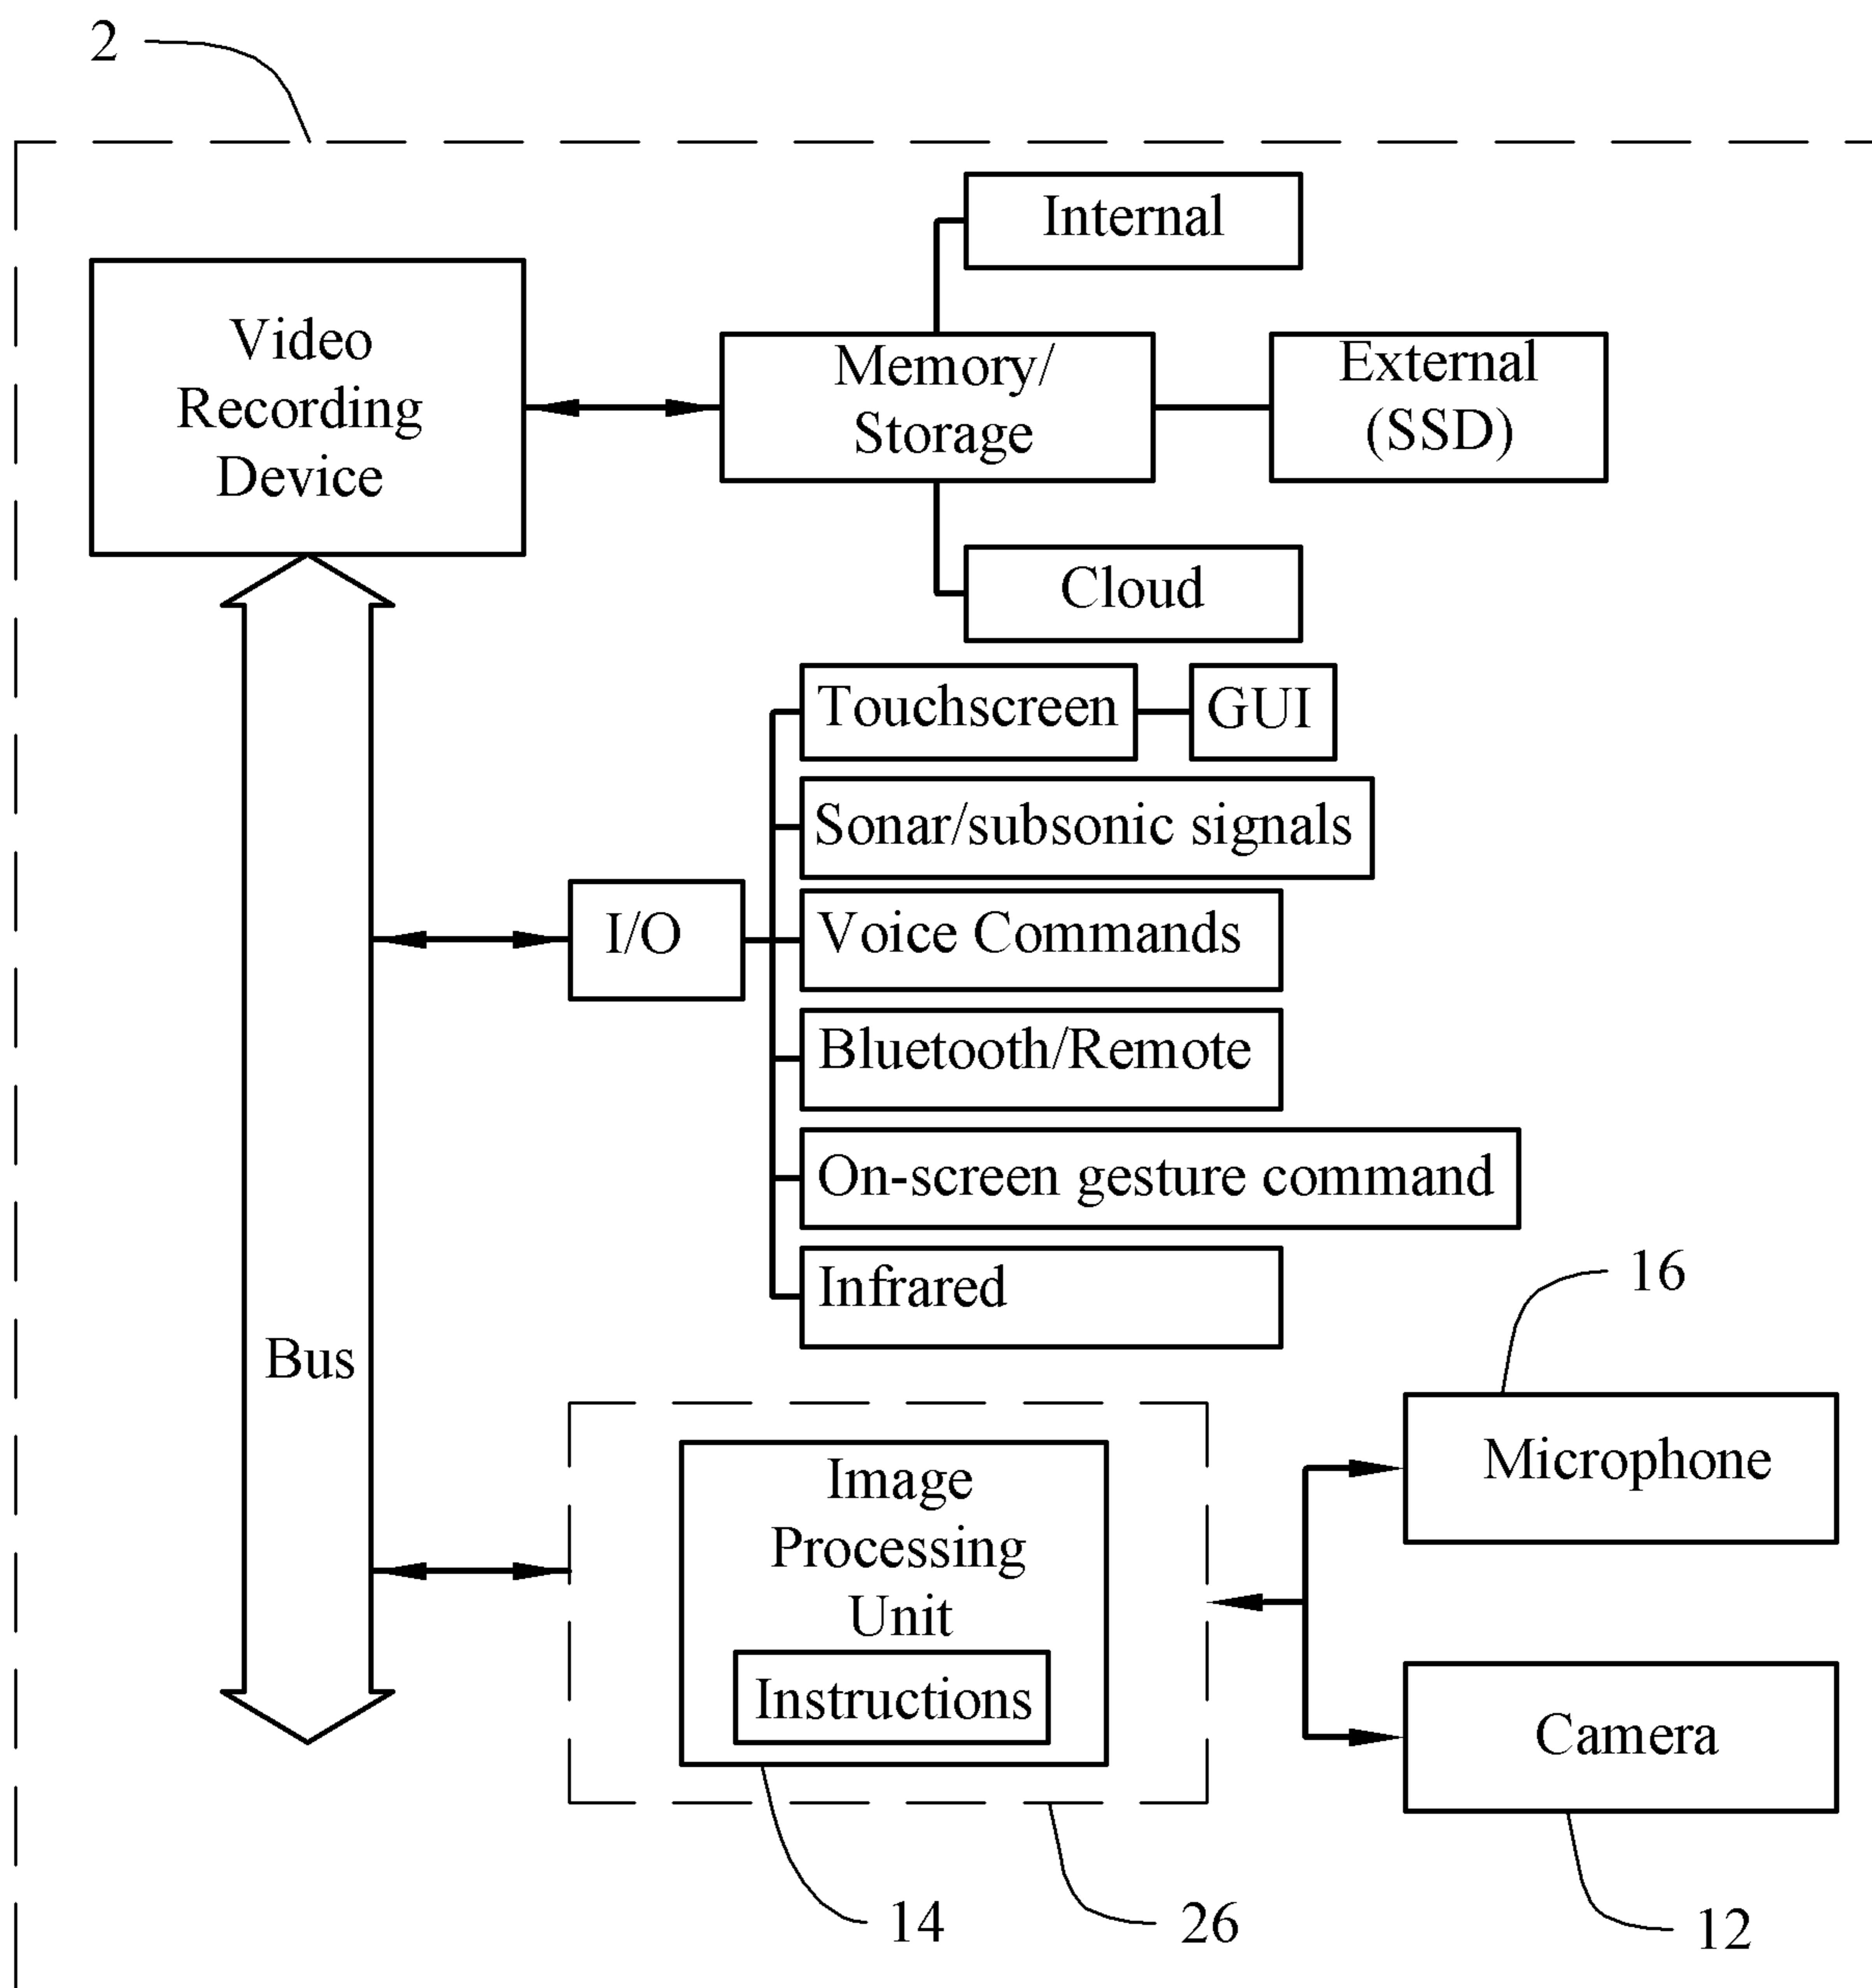 2
Internal
Video
Recording
Device
Memory/
Storage
External
(SSD)
Cloud
Touchscreen
GUI
Sonar/subsonic signals
I/O
Voice Commands
Bluetooth/Remote
On-screen gesture command
Infrared
16
Bus
Microphone
Image
Processing
Unit
Instructions
Camera
14
26
12